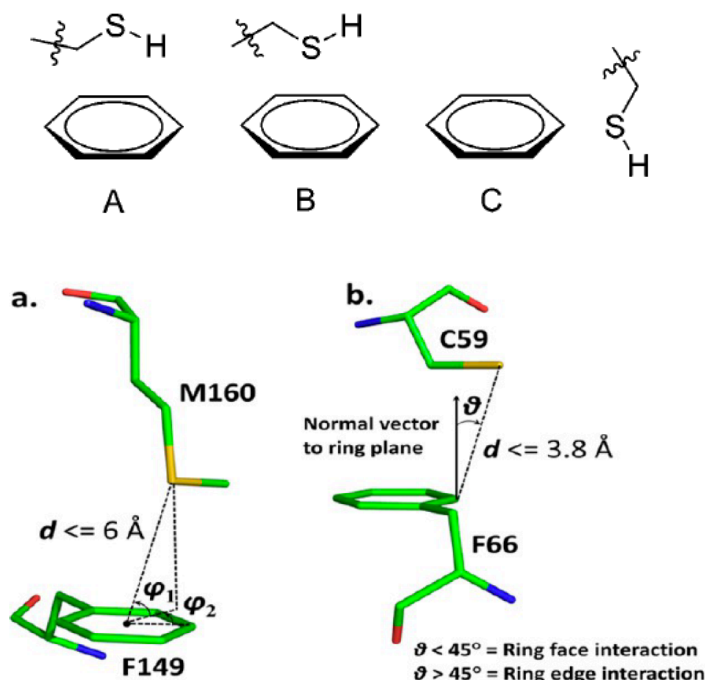 S H
S H
S
H
A B C
a. b.
C59
M160
Normal vector
to ring plane
ϑ
d <= 3.8 Å
d <= 6 Å
φ₁
φ₂
F66
F149
ϑ < 45° = Ring face interaction
ϑ > 45° = Ring edge interaction